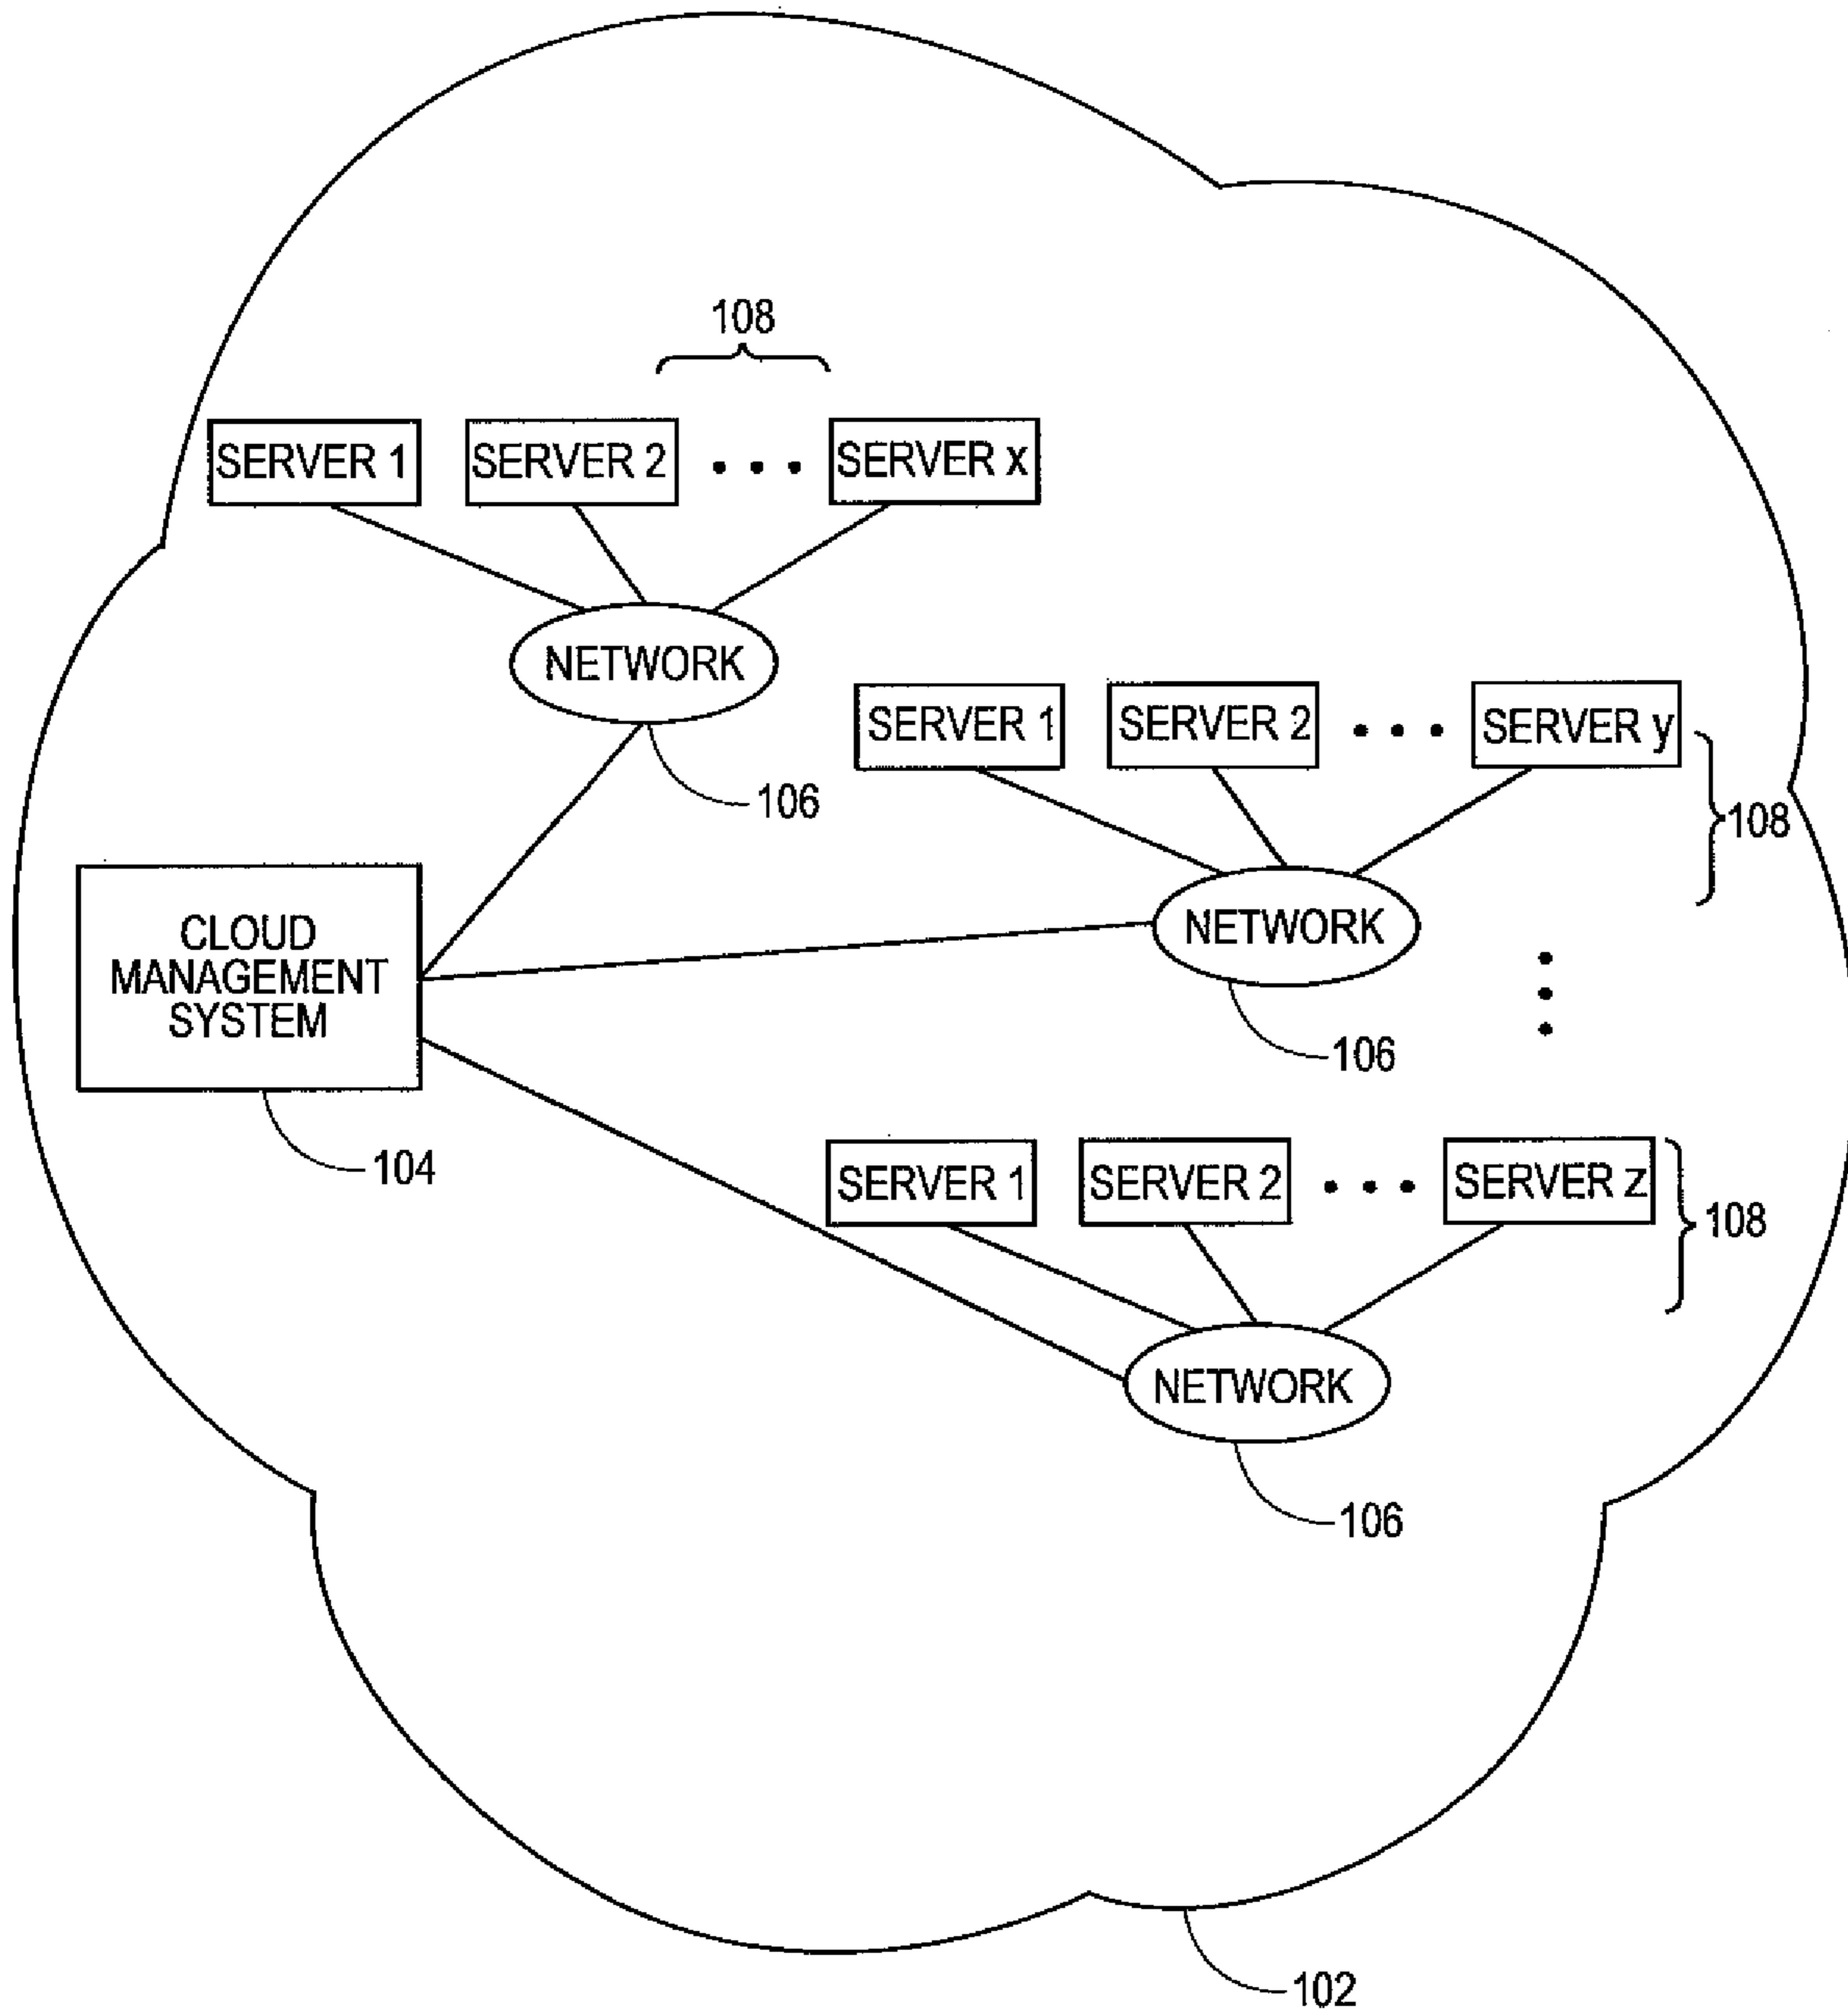 108
SERVER 1
SERVER 2
• • •
SERVER x
NETWORK
106
SERVER 1
SERVER 2
• • •
SERVER y
108
NETWORK
106
CLOUD
MANAGEMENT
SYSTEM
104
SERVER 1
SERVER 2
• • •
SERVER z
108
NETWORK
106
102